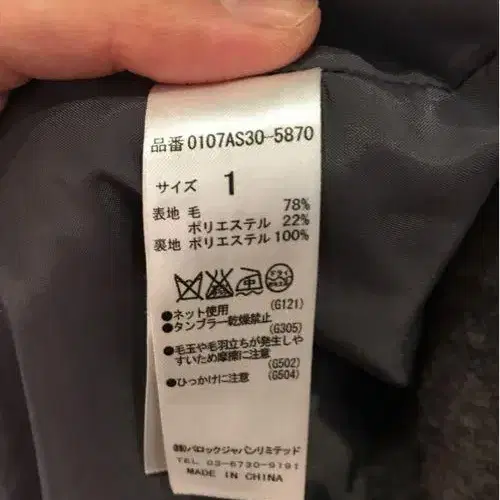 品番 0107AS30-5870
サイズ 1
表地 毛 78%
ポリエステル 22%
裏地 ポリエステル 100%
中 ドライ
●ネット使用 (G121)
●タンブラー乾燥禁止
(G305)
●毛玉や毛羽立ちが発生しや
すいため摩擦に注意
(G502)
●ひっかけに注意 (G504)
㈱バロックジャパンリミテッド
TEL 03-6730-9191
MADE IN CHINA